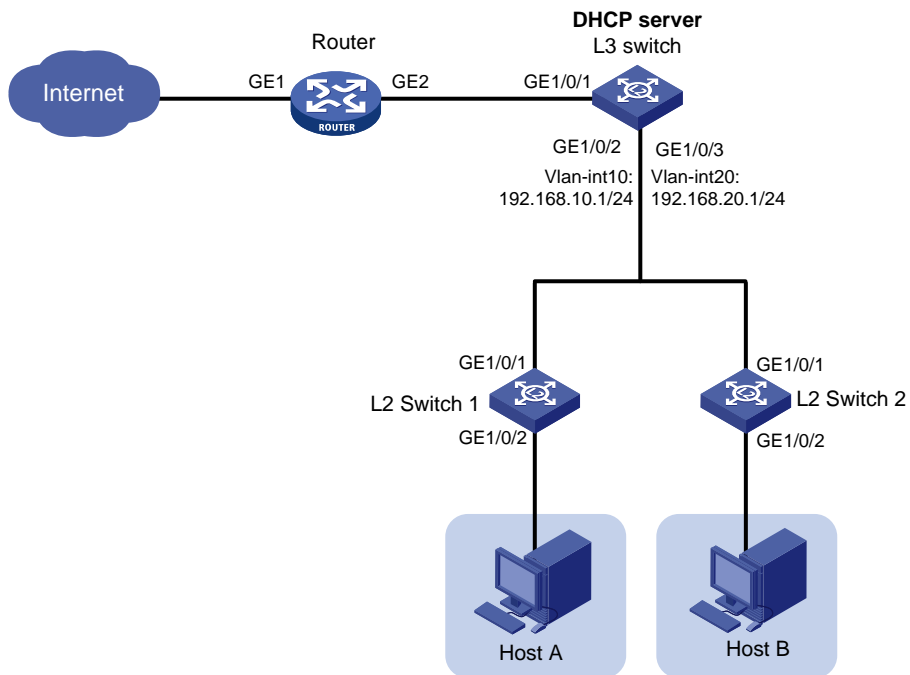 DHCP server
L3 switch
Router
Internet
GE1
GE2
GE1/0/1
ROUTER
GE1/0/2
GE1/0/3
Vlan-int10:
Vlan-int20:
192.168.10.1/24
192.168.20.1/24
GE1/0/1
GE1/0/1
L2 Switch 1
L2 Switch 2
GE1/0/2
GE1/0/2
Host A
Host B